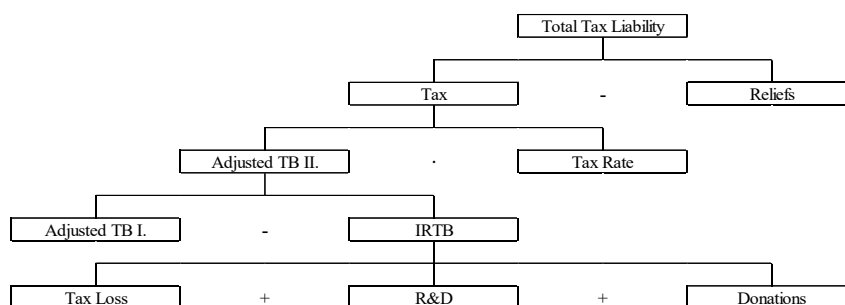 Total Tax Liability
Tax - Reliefs
Adjusted TB II. · Tax Rate
Adjusted TB I. - IRTB
Tax Loss + R&D + Donations